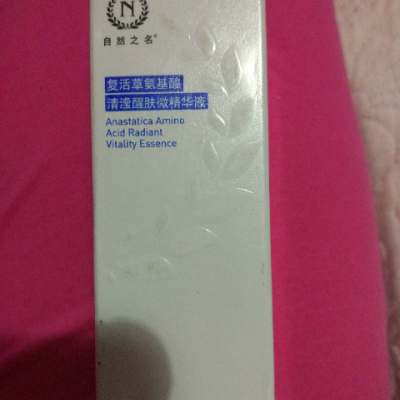 N
自然之名®
复活草氨基酸
清滢醒肤微精华液
Anastatica Amino
Acid Radiant
Vitality Essence